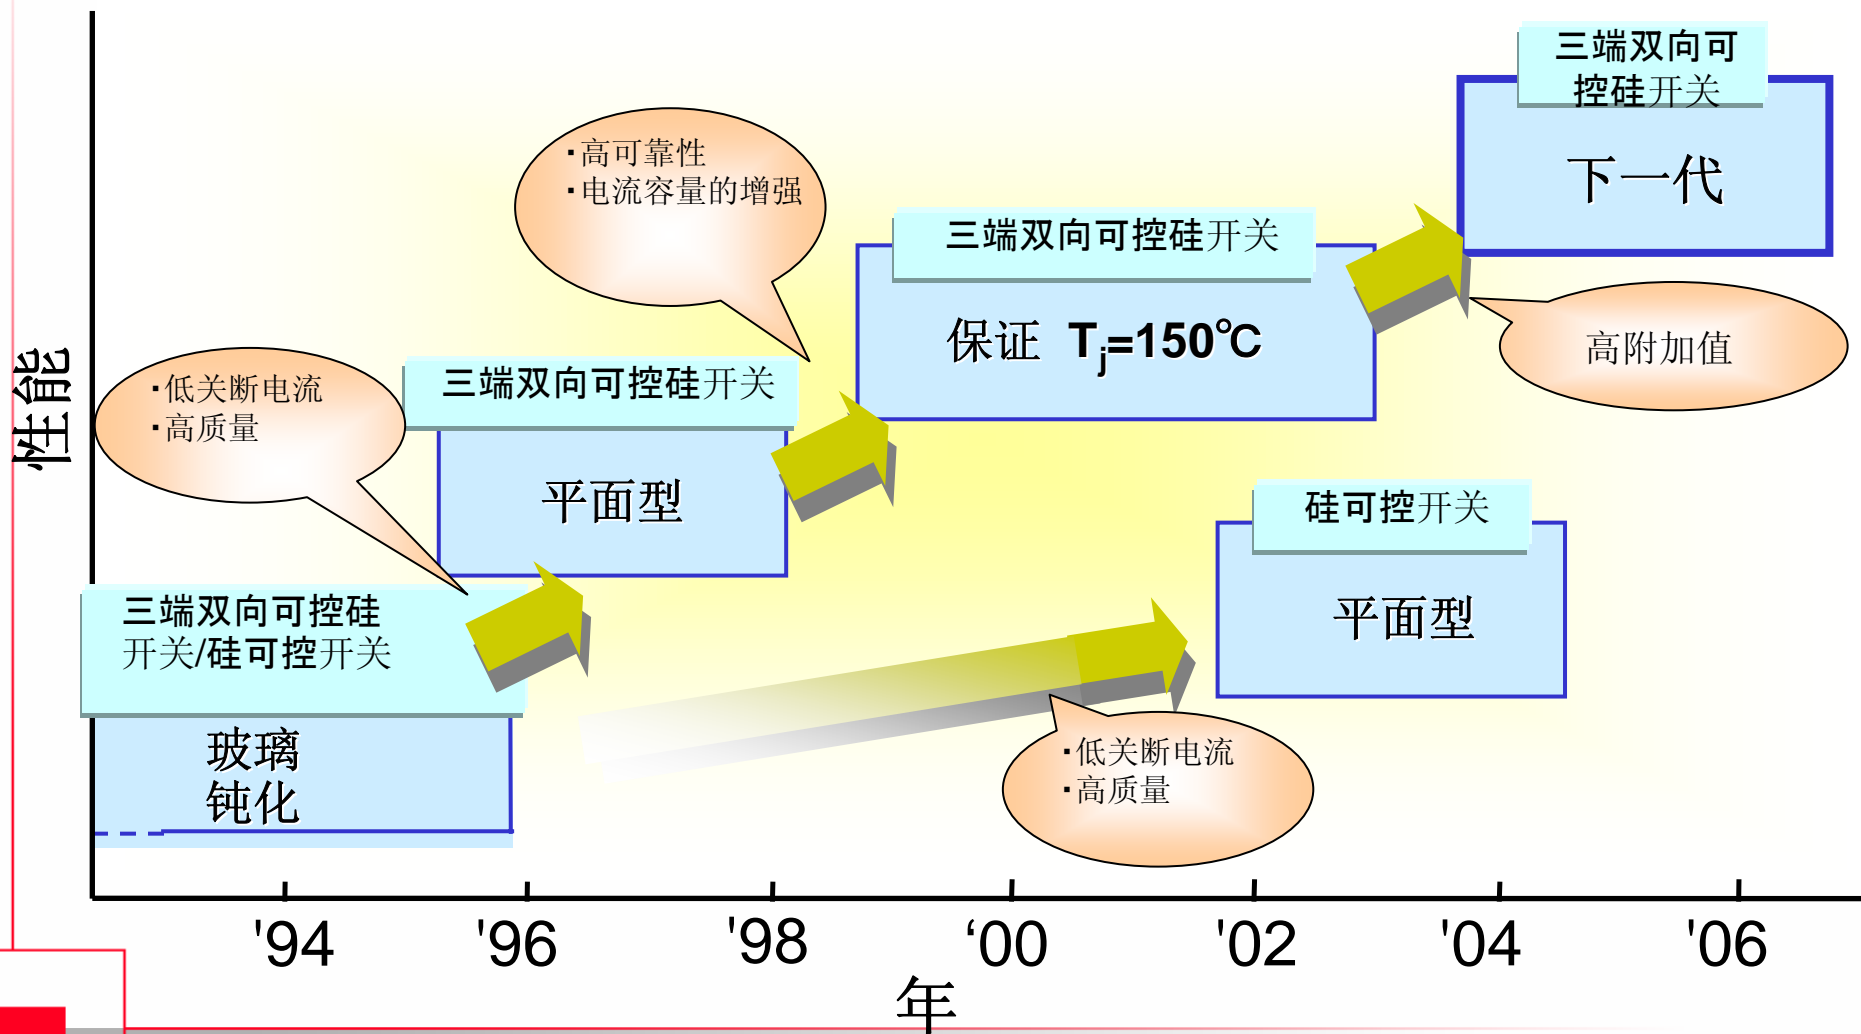 三端双向可
控硅开关
下一代
·高可靠性
·电流容量的增强
三端双向可控硅开关
保证 Tj=150℃
高附加值
性能
·低关断电流
·高质量
三端双向可控硅开关
平面型
硅可控开关
平面型
三端双向可控硅
开关/硅可控开关
玻璃
钝化
·低关断电流
·高质量
'94 '96 '98 ‘00 '02 '04 '06
年